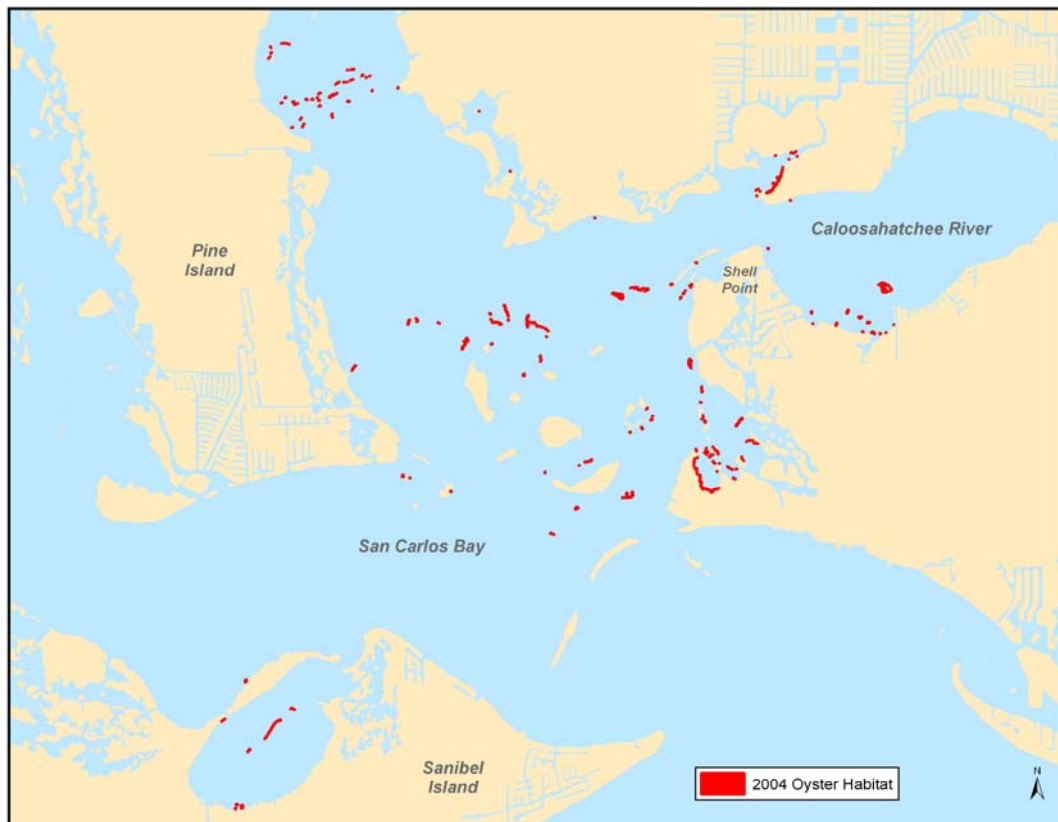 Caloosahatchee River
Pine
Island
Shell
Point
San Carlos Bay
Sanibel
Island
2004 Oyster Habitat
N